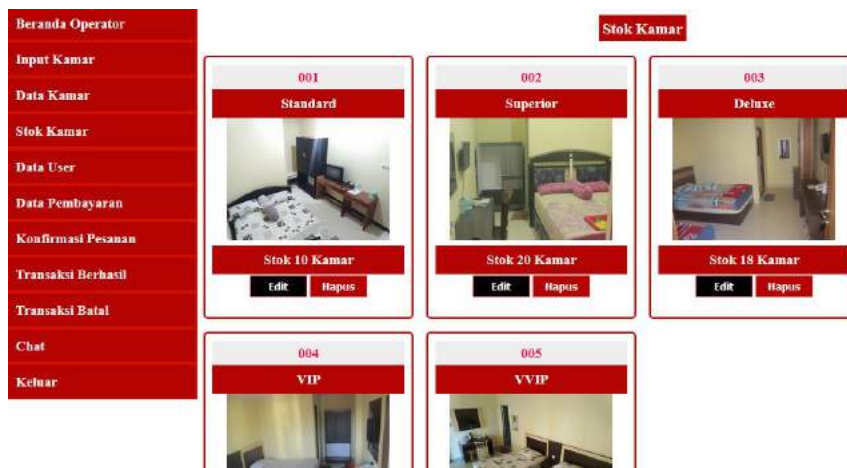 Beranda Operator
Input Kamar
Data Kamar
Stok Kamar
Data User
Data Pembayaran
Konfirmasi Pesanan
Transaksi Berhasil
Transaksi Batal
Chat
Keluar
Stok Kamar
001
Standard
Stok 10 Kamar
Edit Hapus
002
Superior
Stok 20 Kamar
Edit Hapus
003
Deluxe
Stok 18 Kamar
Edit Hapus
004
VIP
005
VVIP